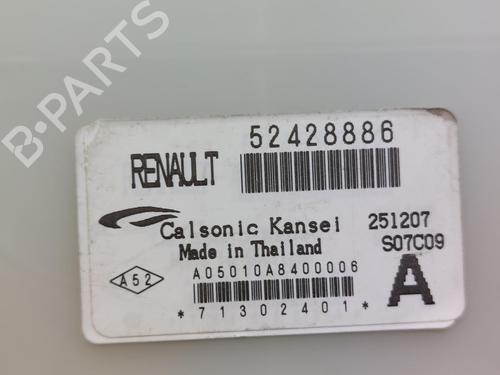 B-PARTS
RENAULT
52428886
Calsonic Kansei
251207
Made in Thailand
S07C09
A52
A05010A8400006
A
*71302401*